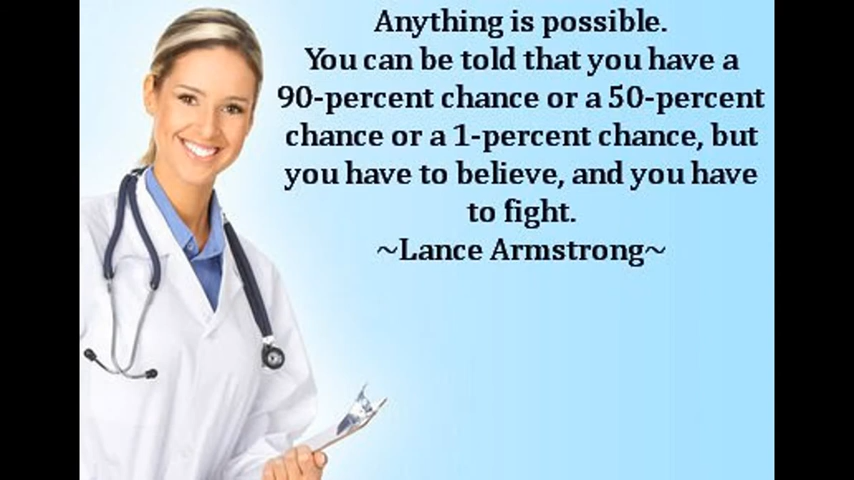 Anything is possible.
You can be told that you have a
90-percent chance or a 50-percent
chance or a 1-percent chance, but
you have to believe, and you have
to fight.
~Lance Armstrong~